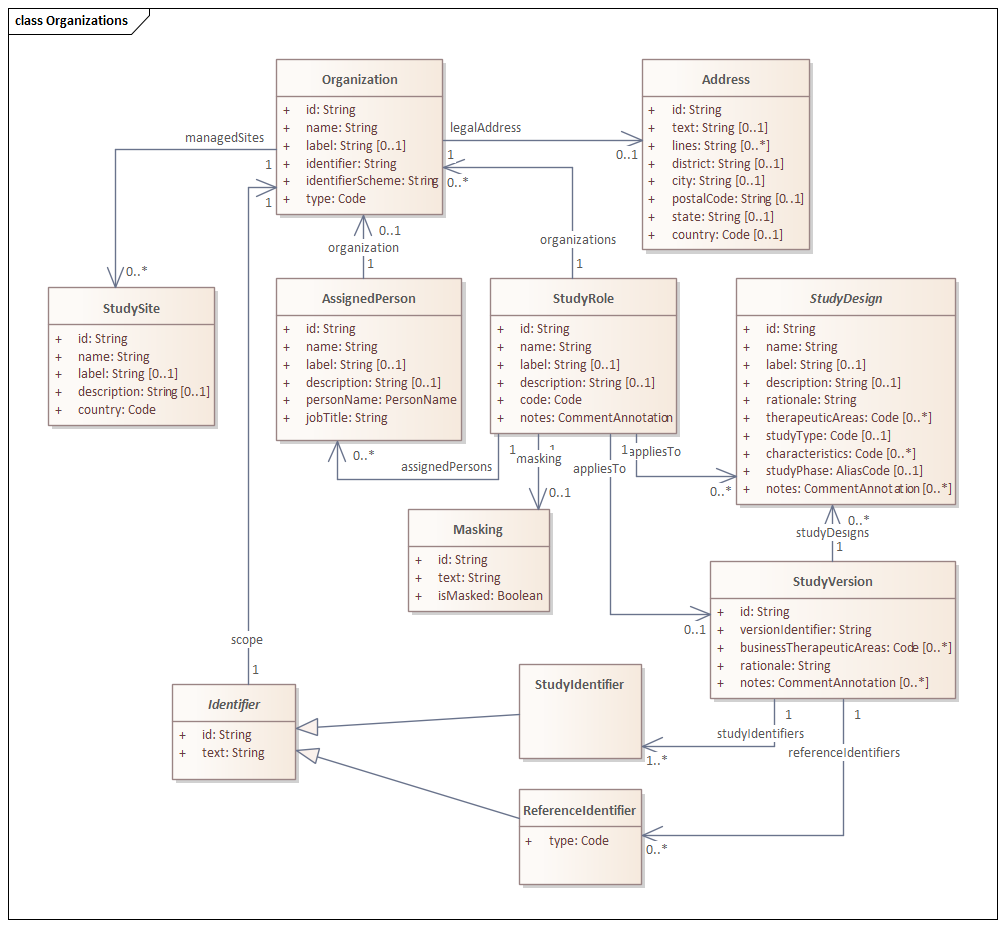 class Organizations
Organization
+ id: String
+ name: String
+ label: String [0..1]
+ identifier: String
+ identifierScheme: String
+ type: Code
Address
+ id: String
+ text: String [0..1]
+ lines: String [0..*]
+ district: String [0..1]
+ city: String [0..1]
+ postalCode: String [0..1]
+ state: String [0..1]
+ country: Code [0..1]
managedSites
1
0..*
legalAddress
1
0..1
0..*
organizations
1
1
0..1
organization
1
StudySite
+ id: String
+ name: String
+ label: String [0..1]
+ description: String [0..1]
+ country: Code
AssignedPerson
+ id: String
+ name: String
+ label: String [0..1]
+ description: String [0..1]
+ personName: PersonName
+ jobTitle: String
StudyRole
+ id: String
+ name: String
+ label: String [0..1]
+ description: String [0..1]
+ code: Code
+ notes: CommentAnnotation
StudyDesign
+ id: String
+ name: String
+ label: String [0..1]
+ description: String [0..1]
+ rationale: String
+ therapeuticAreas: Code [0..*]
+ studyType: Code [0..1]
+ characteristics: Code [0..*]
+ studyPhase: AliasCode [0..1]
+ notes: CommentAnnotation [0..*]
0..*
assignedPersons
1
1
masking
0..1
1
appliesTo
0..1
appliesTo
0..*
Masking
+ id: String
+ text: String
+ isMasked: Boolean
0..*
studyDesigns
1
StudyVersion
+ id: String
+ versionIdentifier: String
+ businessTherapeuticAreas: Code [0..*]
+ rationale: String
+ notes: CommentAnnotation [0..*]
scope
1
Identifier
+ id: String
+ text: String
StudyIdentifier
1
studyIdentifiers
1..*
1
referenceIdentifiers
0..*
ReferenceIdentifier
+ type: Code